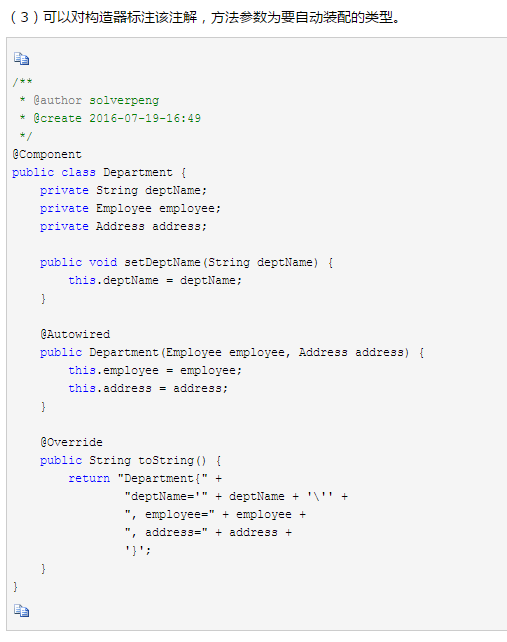 （3）可以对构造器标注该注解，方法参数为要自动装配的类型。
/**
 * @author solverpeng
 * @create 2016-07-19-16:49
 */
@Component
public class Department {
    private String deptName;
    private Employee employee;
    private Address address;

    public void setDeptName(String deptName) {
        this.deptName = deptName;
    }

    @Autowired
    public Department(Employee employee, Address address) {
        this.employee = employee;
        this.address = address;
    }

    @Override
    public String toString() {
        return "Department{" +
                "deptName='" + deptName + '\'' +
                ", employee=" + employee +
                ", address=" + address +
                '}';
    }
}